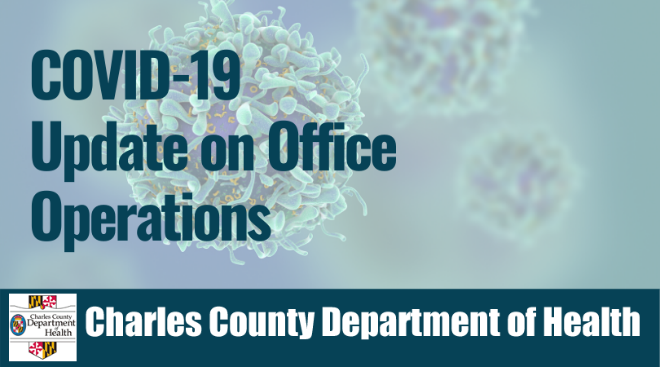 COVID-19
Update on Office
Operations
Charles County
Department
of
Health
Charles County Department of Health